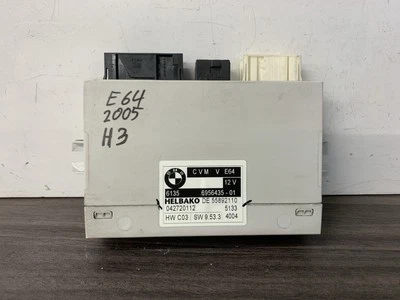 E64
2005
H3
BMW
CVM V E64
12 V
6135 6956435-01
HELBAKO DE 55892110
042720112 5133
HW C03 SW 9.53.3 4004